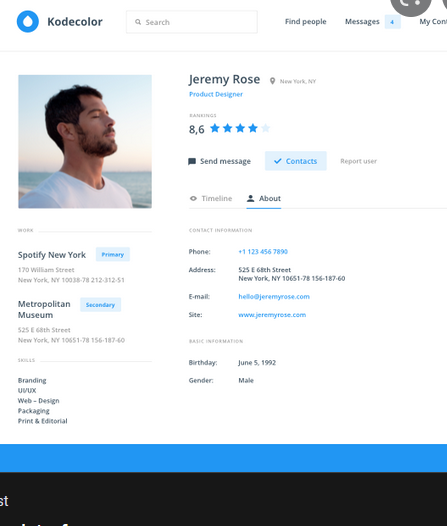 Kodecolor
Search
Find people
Messages 4
My Cont
Jeremy Rose
New York, NY
Product Designer
RANKINGS
8,6
Send message
Contacts
Report user
Timeline
About
WORK
Spotify New York Primary
170 William Street
New York, NY 10038-78 212-312-51
Metropolitan Secondary
Museum
525 E 68th Street
New York, NY 10651-78 156-187-60
SKILLS
Branding
UI/UX
Web – Design
Packaging
Print & Editorial
CONTACT INFORMATION
Phone: +1 123 456 7890
Address: 525 E 68th Street
New York, NY 10651-78 156-187-60
E-mail: hello@jeremyrose.com
Site: www.jeremyrose.com
BASIC INFORMATION
Birthday: June 5, 1992
Gender: Male
st